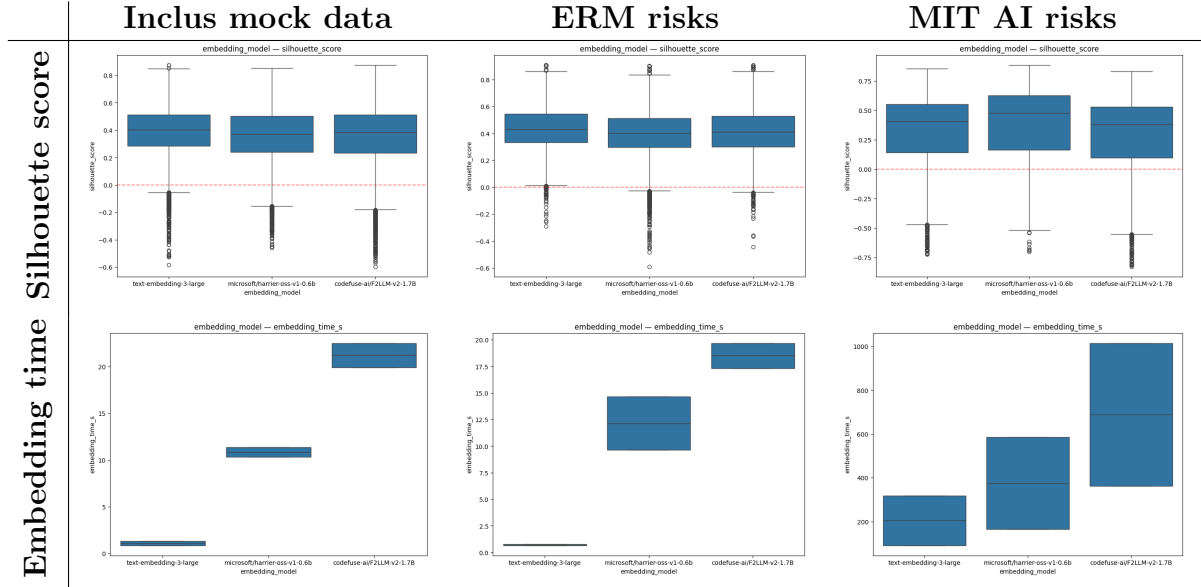 Inclus mock data ERM risks MIT AI risks
Silhouette score
embedding_model — silhouette_score
silhouette_score
0.8
0.6
0.4
0.2
0.0
−0.2
−0.4
−0.6
text-embedding-3-large microsoft/harrier-oss-v1-0.6b codefuse-ai/F2LLM-v2-1.7B
embedding_model
embedding_model — silhouette_score
silhouette_score
0.8
0.6
0.4
0.2
0.0
−0.2
−0.4
−0.6
text-embedding-3-large microsoft/harrier-oss-v1-0.6b codefuse-ai/F2LLM-v2-1.7B
embedding_model
embedding_model — silhouette_score
silhouette_score
0.75
0.50
0.25
0.00
−0.25
−0.50
−0.75
text-embedding-3-large microsoft/harrier-oss-v1-0.6b codefuse-ai/F2LLM-v2-1.7B
embedding_model
Embedding time
embedding_model — embedding_time_s
embedding_time_s
20
15
10
5
0
text-embedding-3-large microsoft/harrier-oss-v1-0.6b codefuse-ai/F2LLM-v2-1.7B
embedding_model
embedding_model — embedding_time_s
embedding_time_s
20.0
17.5
15.0
12.5
10.0
7.5
5.0
2.5
0.0
text-embedding-3-large microsoft/harrier-oss-v1-0.6b codefuse-ai/F2LLM-v2-1.7B
embedding_model
embedding_model — embedding_time_s
embedding_time_s
1000
800
600
400
200
text-embedding-3-large microsoft/harrier-oss-v1-0.6b codefuse-ai/F2LLM-v2-1.7B
embedding_model